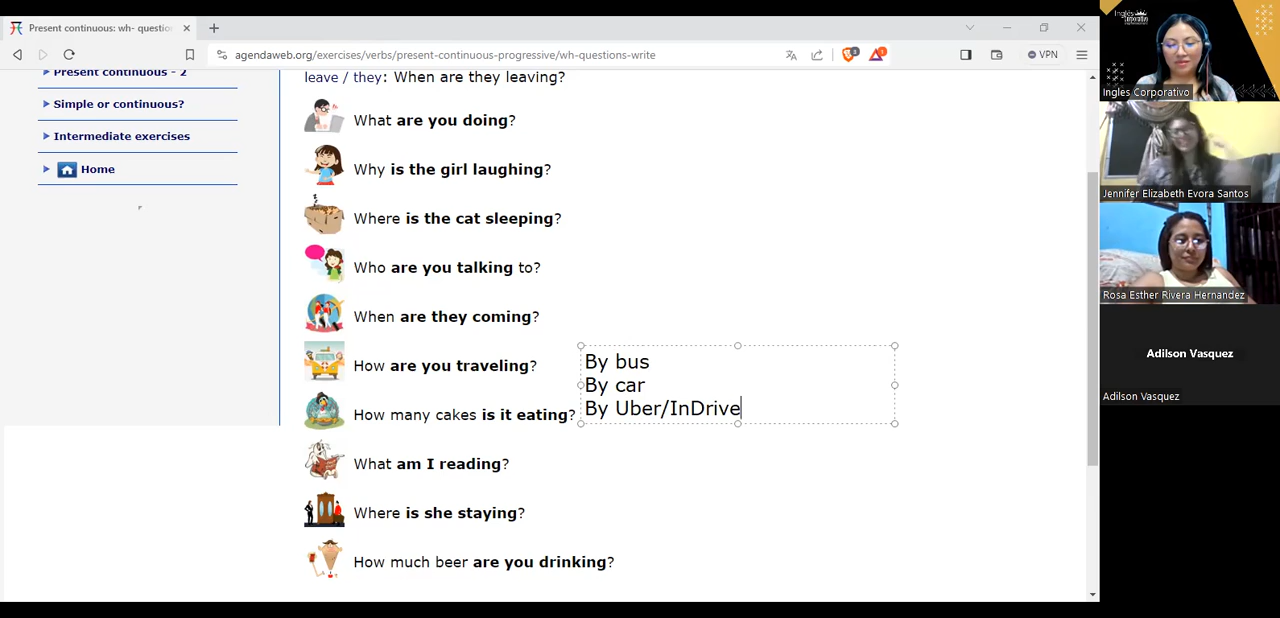 Present continuous: wh- questio
agendaweb.org/exercises/verbs/present-continuous-progressive/wh-questions-write
VPN
Present continuous - 2
Simple or continuous?
Intermediate exercises
Home
leave / they: When are they leaving?
What are you doing?
Why is the girl laughing?
Where is the cat sleeping?
Who are you talking to?
When are they coming?
How are you traveling?
By bus
By car
By Uber/InDrive
How many cakes is it eating?
What am I reading?
Where is she staying?
How much beer are you drinking?
Inglés Corporativo
Ingles Corporativo
Jennifer Elizabeth Evora Santos
Rosa Esther Rivera Hernandez
Adilson Vasquez
Adilson Vasquez